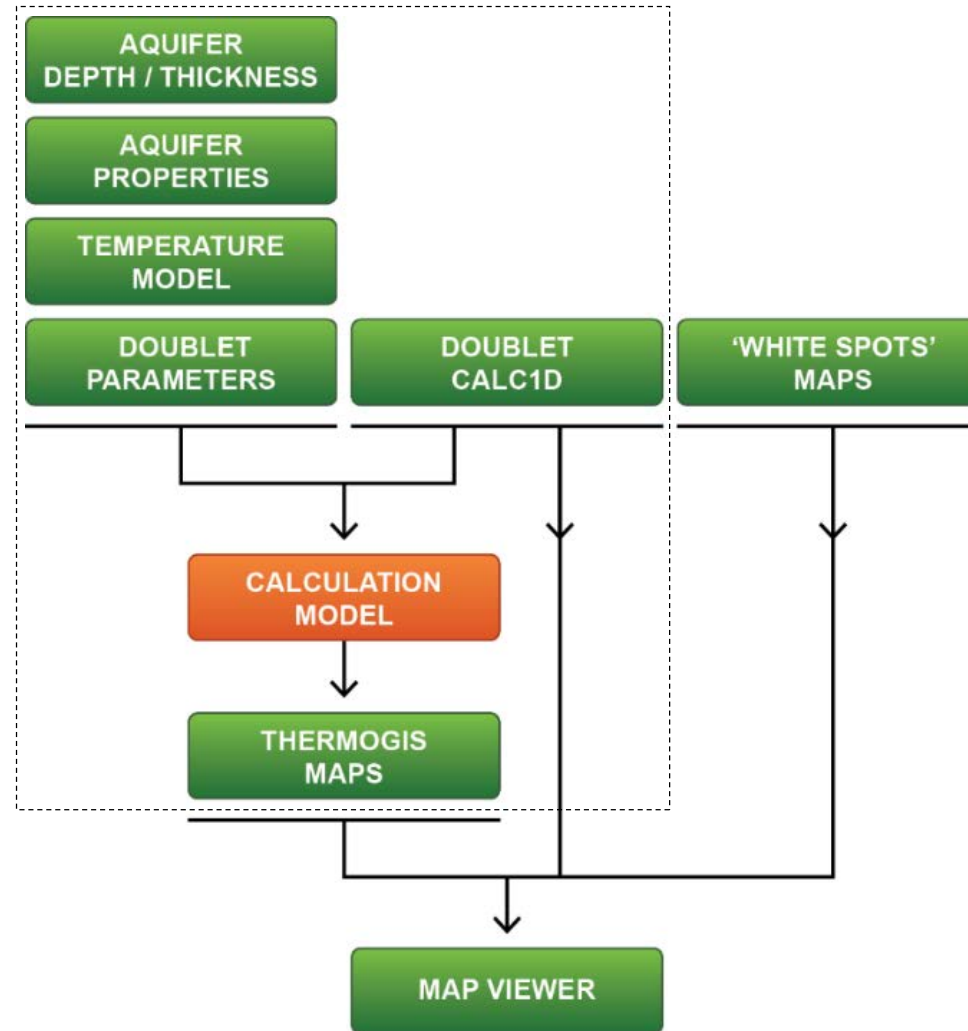 AQUIFER
DEPTH / THICKNESS
AQUIFER
PROPERTIES
TEMPERATURE
MODEL
DOUBLET
PARAMETERS
DOUBLET
CALC1D
‘WHITE SPOTS’
MAPS
CALCULATION
MODEL
THERMOGIS
MAPS
MAP VIEWER